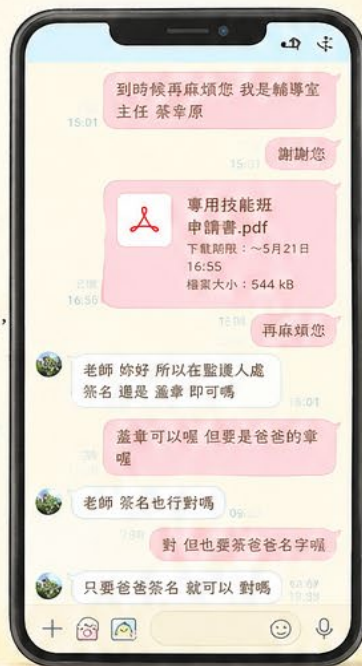 到時候再麻煩您 我是輔導室
主任 蔡
15:01
謝謝您
專用技能班
申請書.pdf
下載期限：～5月21日
16:55
檔案大小：544 kB
再麻煩您
老師 妳好 所以在監護人處
簽名 還是 蓋章 即可嗎
蓋章可以喔 但要是爸爸的章
喔
老師 簽名也行對嗎
對 但也要簽爸爸名字喔
只要爸爸簽名 就可以 對嗎